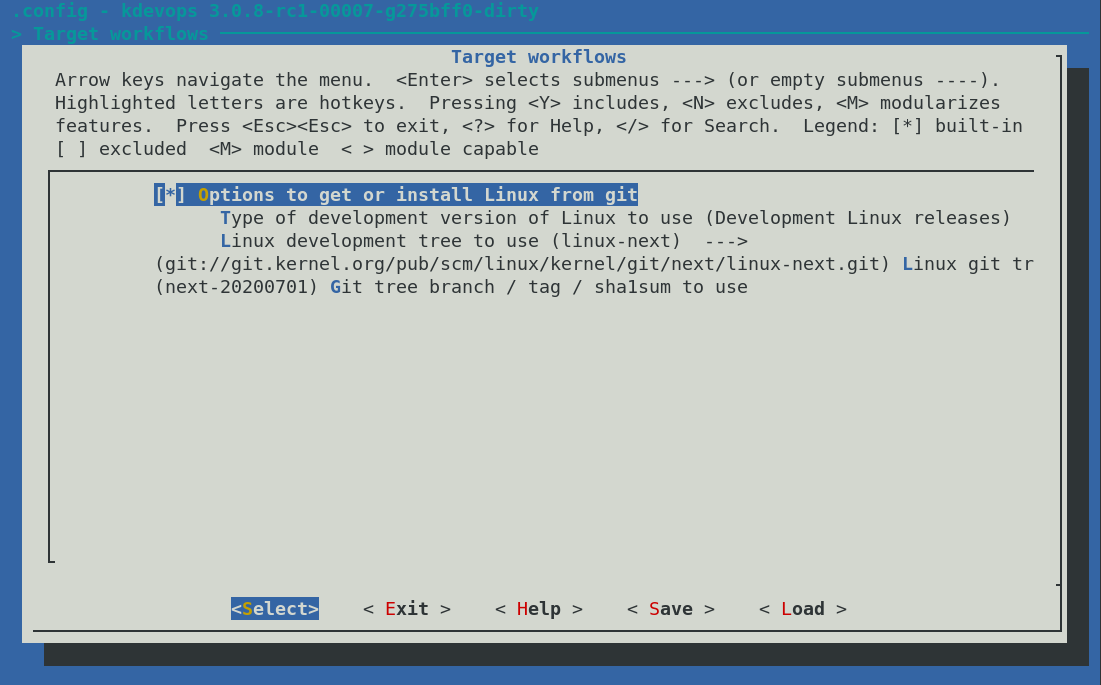 .config - kdevops 3.0.8-rc1-00007-g275bff0-dirty
> Target workflows
Target workflows
Arrow keys navigate the menu.  <Enter> selects submenus ---> (or empty submenus ----).
Highlighted letters are hotkeys.  Pressing <Y> includes, <N> excludes, <M> modularizes
features.  Press <Esc><Esc> to exit, <?> for Help, </> for Search.  Legend: [*] built-in
[ ] excluded  <M> module  < > module capable
[*] Options to get or install Linux from git
Type of development version of Linux to use (Development Linux releases)
Linux development tree to use (linux-next)  --->
(git://git.kernel.org/pub/scm/linux/kernel/git/next/linux-next.git) Linux git tr
(next-20200701) Git tree branch / tag / sha1sum to use
<Select>    < Exit >    < Help >    < Save >    < Load >